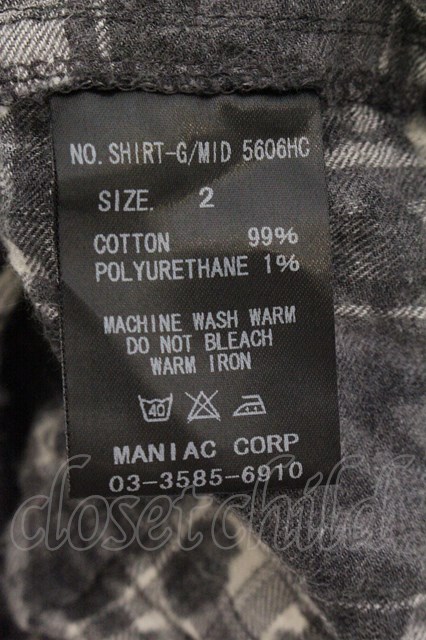 NO. SHIRT-G/MID 5606HC
SIZE. 2
COTTON 99%
POLYURETHANE 1%
MACHINE WASH WARM
DO NOT BLEACH
WARM IRON
40
MANIAC CORP
03-3585-6910
closet child